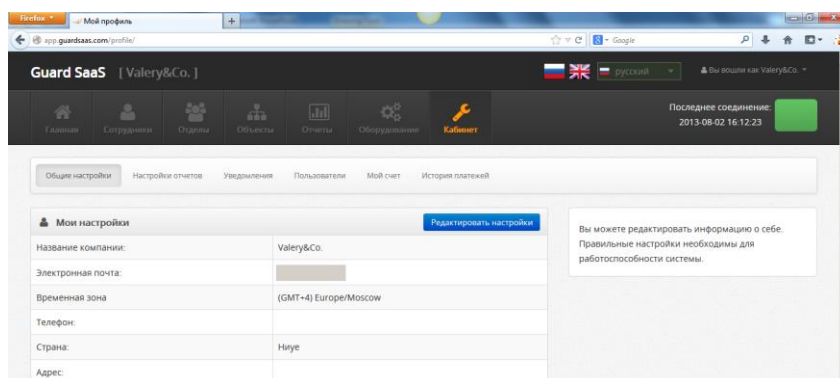 Firefox
Мой профиль
app.guardsaas.com/profile/
Google
Guard SaaS [ Valery&Co. ]
русский
Вы вошли как Valery&Co.
Главная
Сотрудники
Отделы
Объекты
Отчеты
Оборудование
Кабинет
Последнее соединение:
2013-08-02 16:12:23
Общие настройки
Настройки отчетов
Уведомления
Пользователи
Мой счет
История платежей
Мои настройки
Редактировать настройки
Название компании: Valery&Co.
Электронная почта:
Временная зона (GMT+4) Europe/Moscow
Телефон:
Страна: Ниуе
Адрес:
Вы можете редактировать информацию о себе.
Правильные настройки необходимы для
работоспособности системы.